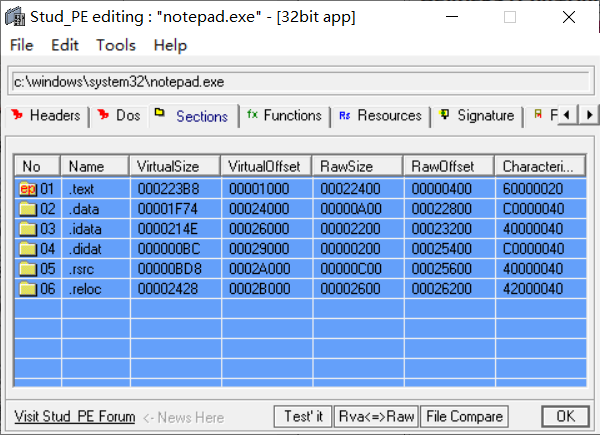 Stud_PE editing : "notepad.exe" - [32bit app]
File Edit Tools Help
c:\windows\system32\notepad.exe
Headers Dos Sections fx Functions Rs Resources Signature F
No Name VirtualSize VirtualOffset RawSize RawOffset Characteri...
ep 01 .text 000223B8 00001000 00022400 00000400 60000020
02 .data 00001F74 00024000 00000A00 00022800 C0000040
03 .idata 0000214E 00026000 00002200 00023200 40000040
04 .didat 000000BC 00029000 00000200 00025400 C0000040
05 .rsrc 00000BD8 0002A000 00000C00 00025600 40000040
06 .reloc 00002428 0002B000 00002600 00026200 42000040
Visit Stud_PE Forum <- News Here Test' it Rva<=>Raw File Compare OK